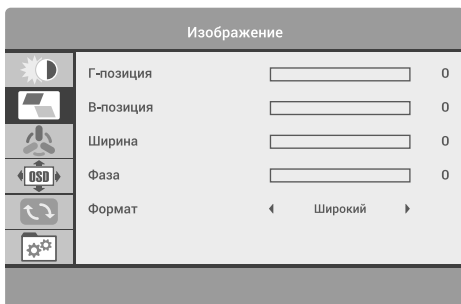 Изображение
Г-позиция 0
В-позиция 0
Ширина 0
Фаза 0
OSD
Формат Широкий